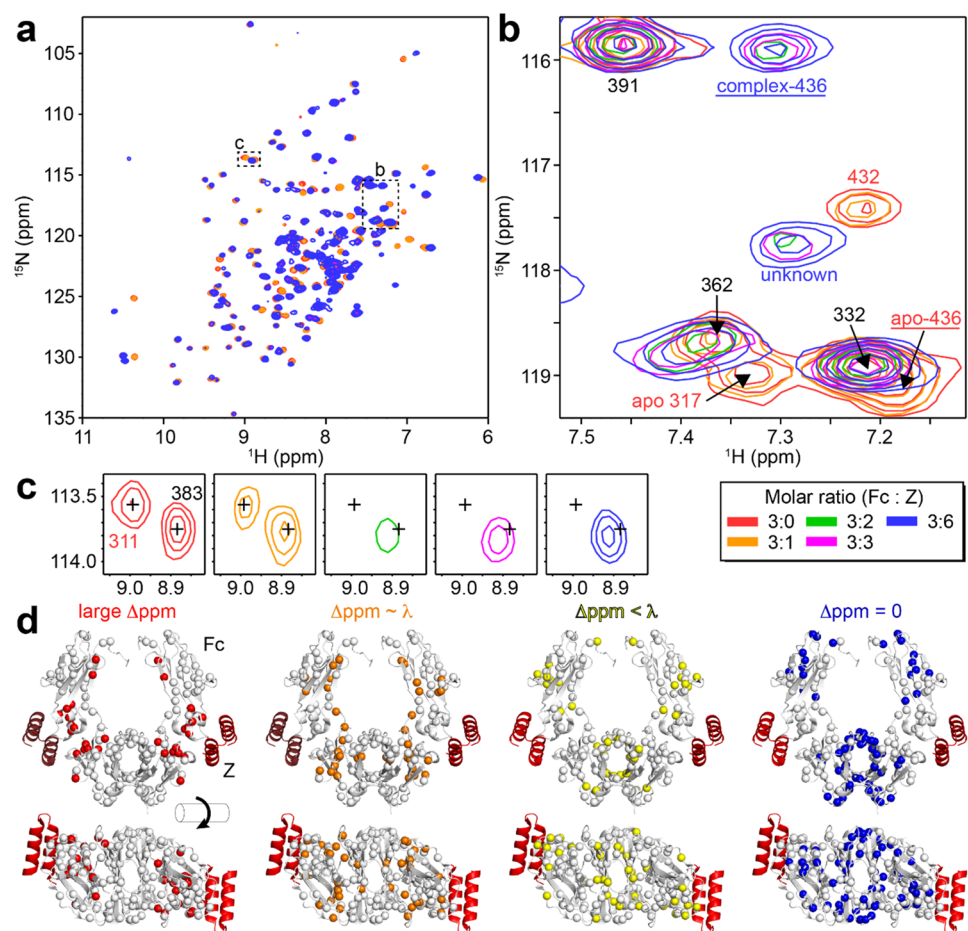 a
105
110
115
120
125
130
135
¹⁵N (ppm)
c
b
11 10 9 8 7 6
¹H (ppm)
b
116
117
118
119
¹⁵N (ppm)
391
complex-436
432
unknown
362
332
apo-436
apo 317
7.5 7.4 7.3 7.2
¹H (ppm)
c
113.5
114.0
383
311
9.0 8.9 9.0 8.9 9.0 8.9 9.0 8.9 9.0 8.9
Molar ratio (Fc : Z)
3:0 3:2 3:6
3:1 3:3
d
large Δppm Δppm ~ λ Δppm < λ Δppm = 0
Fc
Z